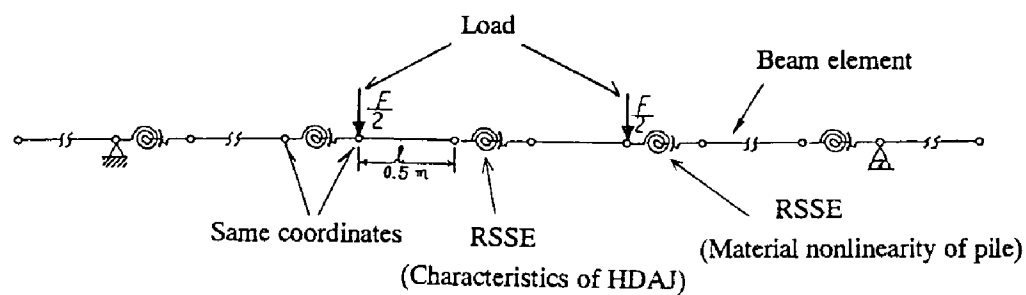 Load
Beam element
F/2
F/2
l
0.5 m
Same coordinates
RSSE
(Characteristics of HDAJ)
RSSE
(Material nonlinearity of pile)